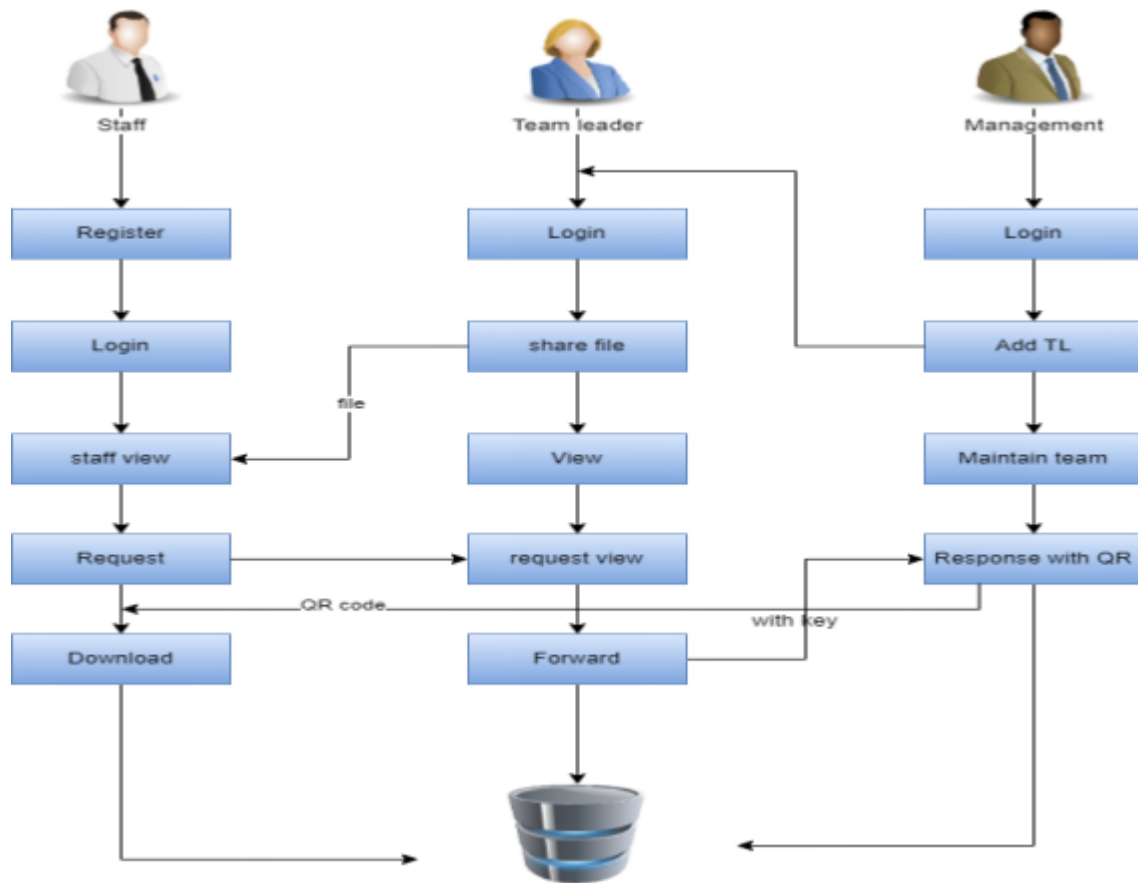 Staff
Team leader
Management
Register
Login
Login
Login
share file
Add TL
file
staff view
View
Maintain team
Request
request view
Response with QR
QR code
with key
Download
Forward